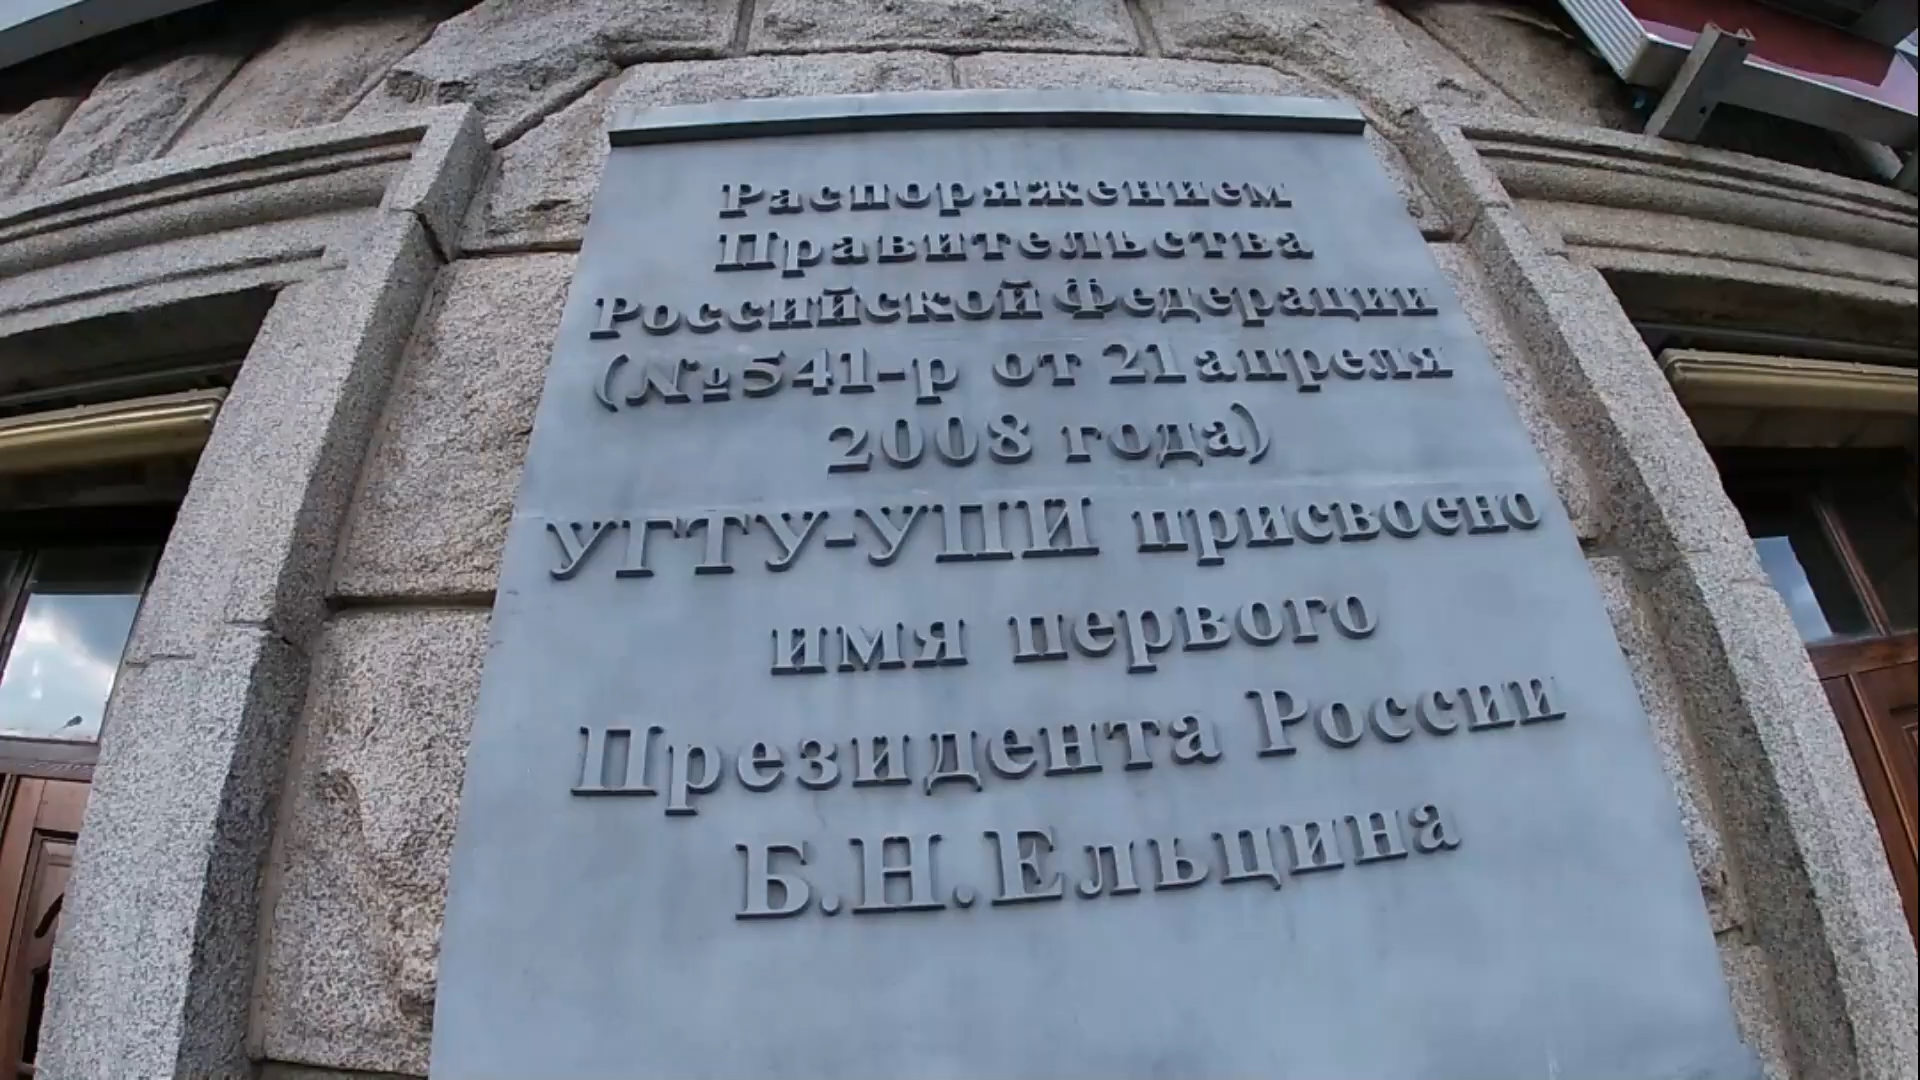 Распоряжением
Правительства
Российской Федерации
(№541-р от 21 апреля
2008 года)
УГТУ-УПИ присвоено
имя первого
Президента России
Б.Н.Ельцина